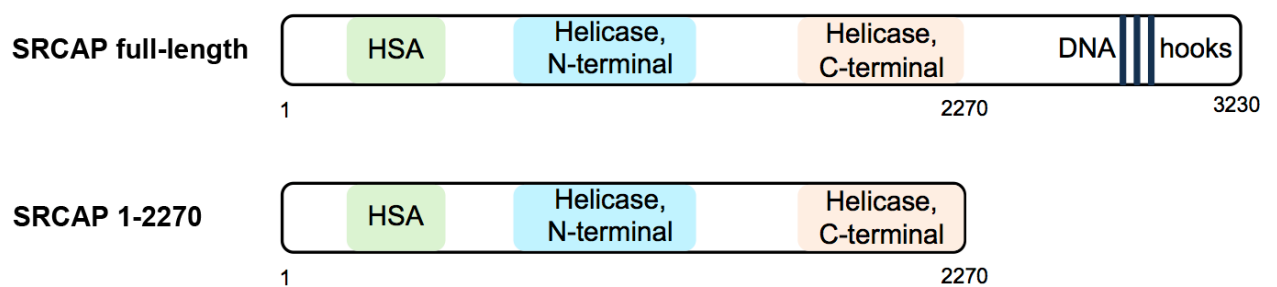 SRCAP full-length
HSA
Helicase,
N-terminal
Helicase,
C-terminal
DNA hooks
1
2270
3230
SRCAP 1-2270
HSA
Helicase,
N-terminal
Helicase,
C-terminal
1
2270